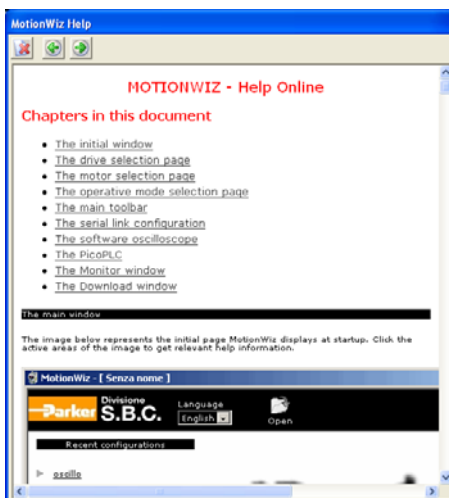 MotionWiz Help
MOTIONWIZ - Help Online
Chapters in this document
The initial window
The drive selection page
The motor selection page
The operative mode selection page
The main toolbar
The serial link configuration
The software oscilloscope
The PicoPLC
The Monitor window
The Download window
The main window
The image below represents the initial page MotionWiz displays at startup. Click the
active areas of the image to get relevant help information.
MotionWiz - [ Senza nome ]
Parker Divisione S.B.C.
Language
English
Open
Recent configurations
oscillo